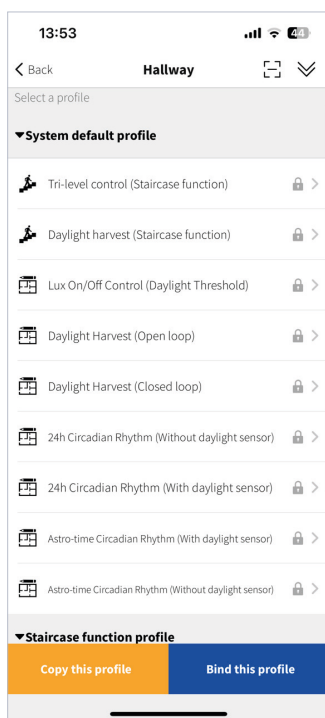 13:53
44
Back
Hallway
Select a profile
▼System default profile
Tri-level control (Staircase function)
Daylight harvest (Staircase function)
Lux On/Off Control (Daylight Threshold)
Daylight Harvest (Open loop)
Daylight Harvest (Closed loop)
24h Circadian Rhythm (Without daylight sensor)
24h Circadian Rhythm (With daylight sensor)
Astro-time Circadian Rhythm (With daylight sensor)
Astro-time Circadian Rhythm (Without daylight sensor)
▼Staircase function profile
Copy this profile
Bind this profile